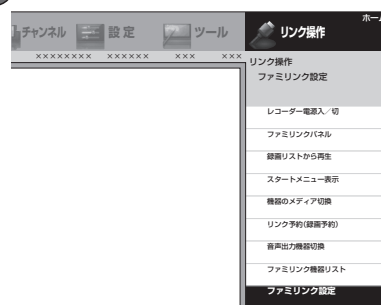 チャンネル 設定 ツール リンク操作 ホーム
×××××××× ×××××× ××× ×××
リンク操作
ファミリンク設定
レコーダー電源入／切
ファミリンクパネル
録画リストから再生
スタートメニュー表示
機器のメディア切換
リンク予約(録画予約)
音声出力機器切換
ファミリンク機器リスト
ファミリンク設定